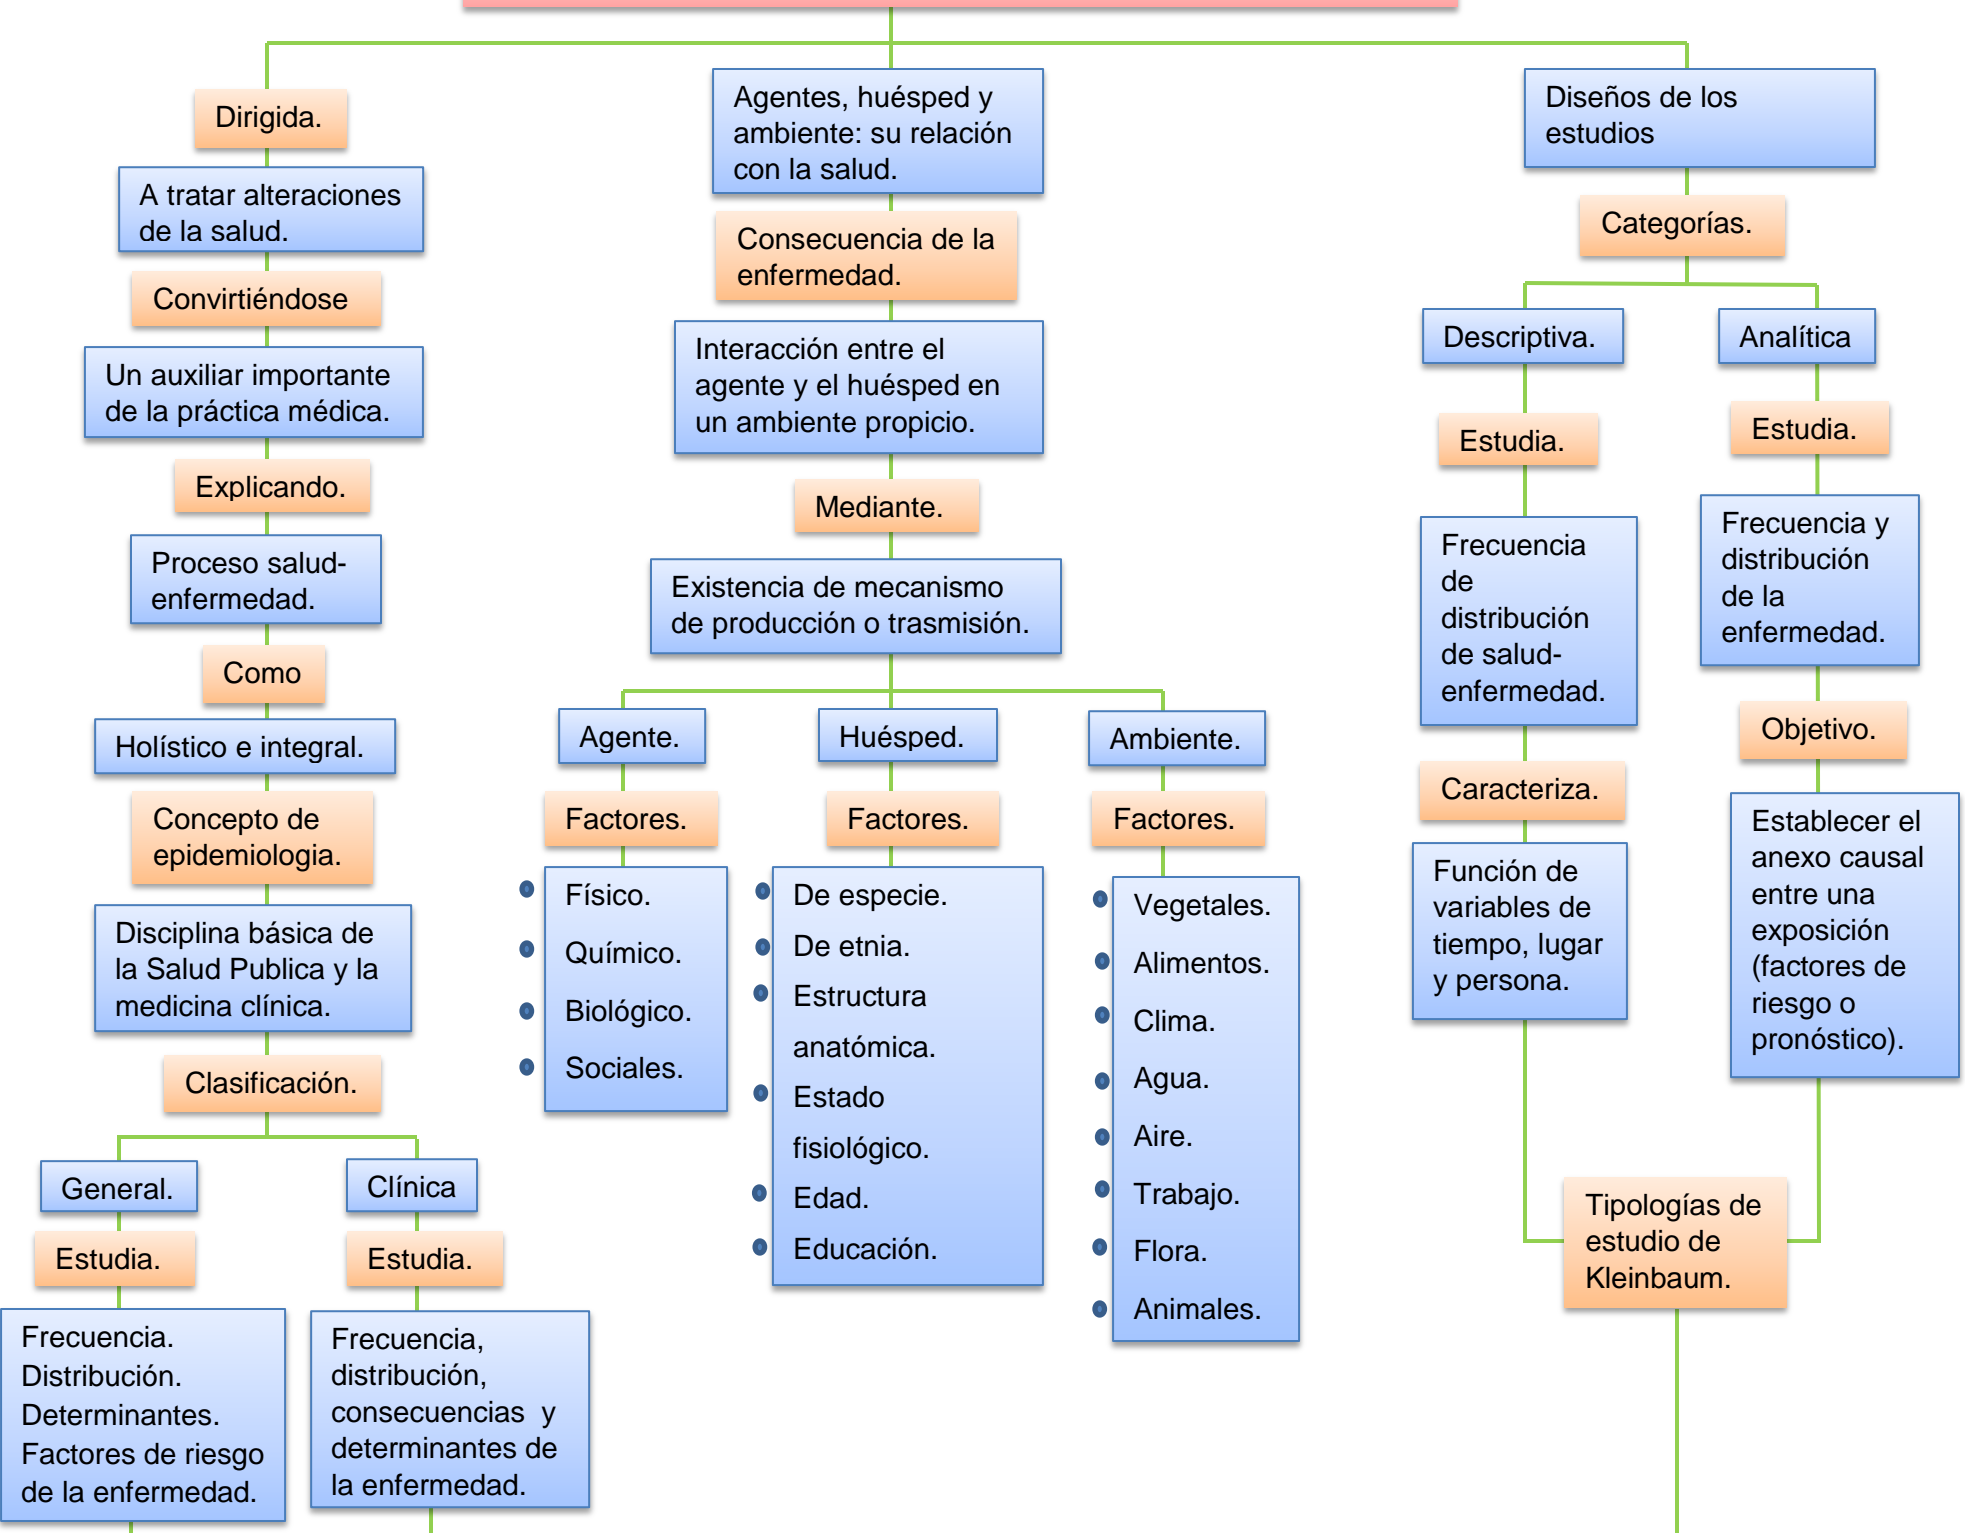 Dirigida.
A tratar alteraciones
de la salud.
Convirtiéndose
Un auxiliar importante
de la práctica médica.
Explicando.
Proceso salud-
enfermedad.
Como
Holístico e integral.
Concepto de
epidemiologia.
Disciplina básica de
la Salud Publica y la
medicina clínica.
Clasificación.
General.
Estudia.
Frecuencia.
Distribución.
Determinantes.
Factores de riesgo
de la enfermedad.
Clínica
Estudia.
Frecuencia,
distribución,
consecuencias y
determinantes de
la enfermedad.
Agentes, huésped y
ambiente: su relación
con la salud.
Consecuencia de la
enfermedad.
Interacción entre el
agente y el huésped en
un ambiente propicio.
Mediante.
Existencia de mecanismo
de producción o trasmisión.
Agente.
Factores.
Físico.
Químico.
Biológico.
Sociales.
Huésped.
Factores.
De especie.
De etnia.
Estructura
anatómica.
Estado
fisiológico.
Edad.
Educación.
Ambiente.
Factores.
Vegetales.
Alimentos.
Clima.
Agua.
Aire.
Trabajo.
Flora.
Animales.
Diseños de los
estudios
Categorías.
Descriptiva.
Estudia.
Frecuencia
de
distribución
de salud-
enfermedad.
Caracteriza.
Función de
variables de
tiempo, lugar
y persona.
Analítica
Estudia.
Frecuencia y
distribución
de la
enfermedad.
Objetivo.
Establecer el
anexo causal
entre una
exposición
(factores de
riesgo o
pronóstico).
Tipologías de
estudio de
Kleinbaum.